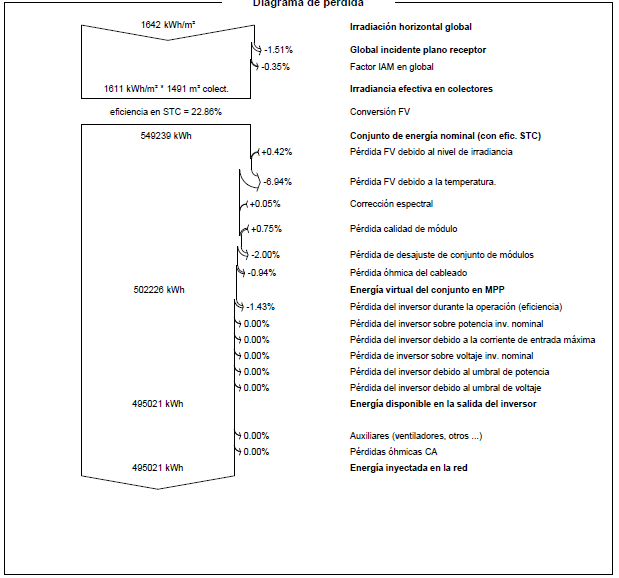 Diagrama de pérdida
1642 kWh/m² Irradiación horizontal global
-1.51% Global incidente plano receptor
-0.35% Factor IAM en global
1611 kWh/m² * 1491 m² colect. Irradiancia efectiva en colectores
eficiencia en STC = 22.86% Conversión FV
549239 kWh Conjunto de energía nominal (con efic. STC)
+0.42% Pérdida FV debido al nivel de irradiancia
-6.94% Pérdida FV debido a la temperatura.
+0.05% Corrección espectral
+0.75% Pérdida calidad de módulo
-2.00% Pérdida de desajuste de conjunto de módulos
-0.94% Pérdida óhmica del cableado
502226 kWh Energía virtual del conjunto en MPP
-1.43% Pérdida del inversor durante la operación (eficiencia)
0.00% Pérdida del inversor sobre potencia inv. nominal
0.00% Pérdida del inversor debido a la corriente de entrada máxima
0.00% Pérdida de inversor sobre voltaje inv. nominal
0.00% Pérdida del inversor debido al umbral de potencia
0.00% Pérdida del inversor debido al umbral de voltaje
495021 kWh Energía disponible en la salida del inversor
0.00% Auxiliares (ventiladores, otros ...)
0.00% Pérdidas óhmicas CA
495021 kWh Energía inyectada en la red